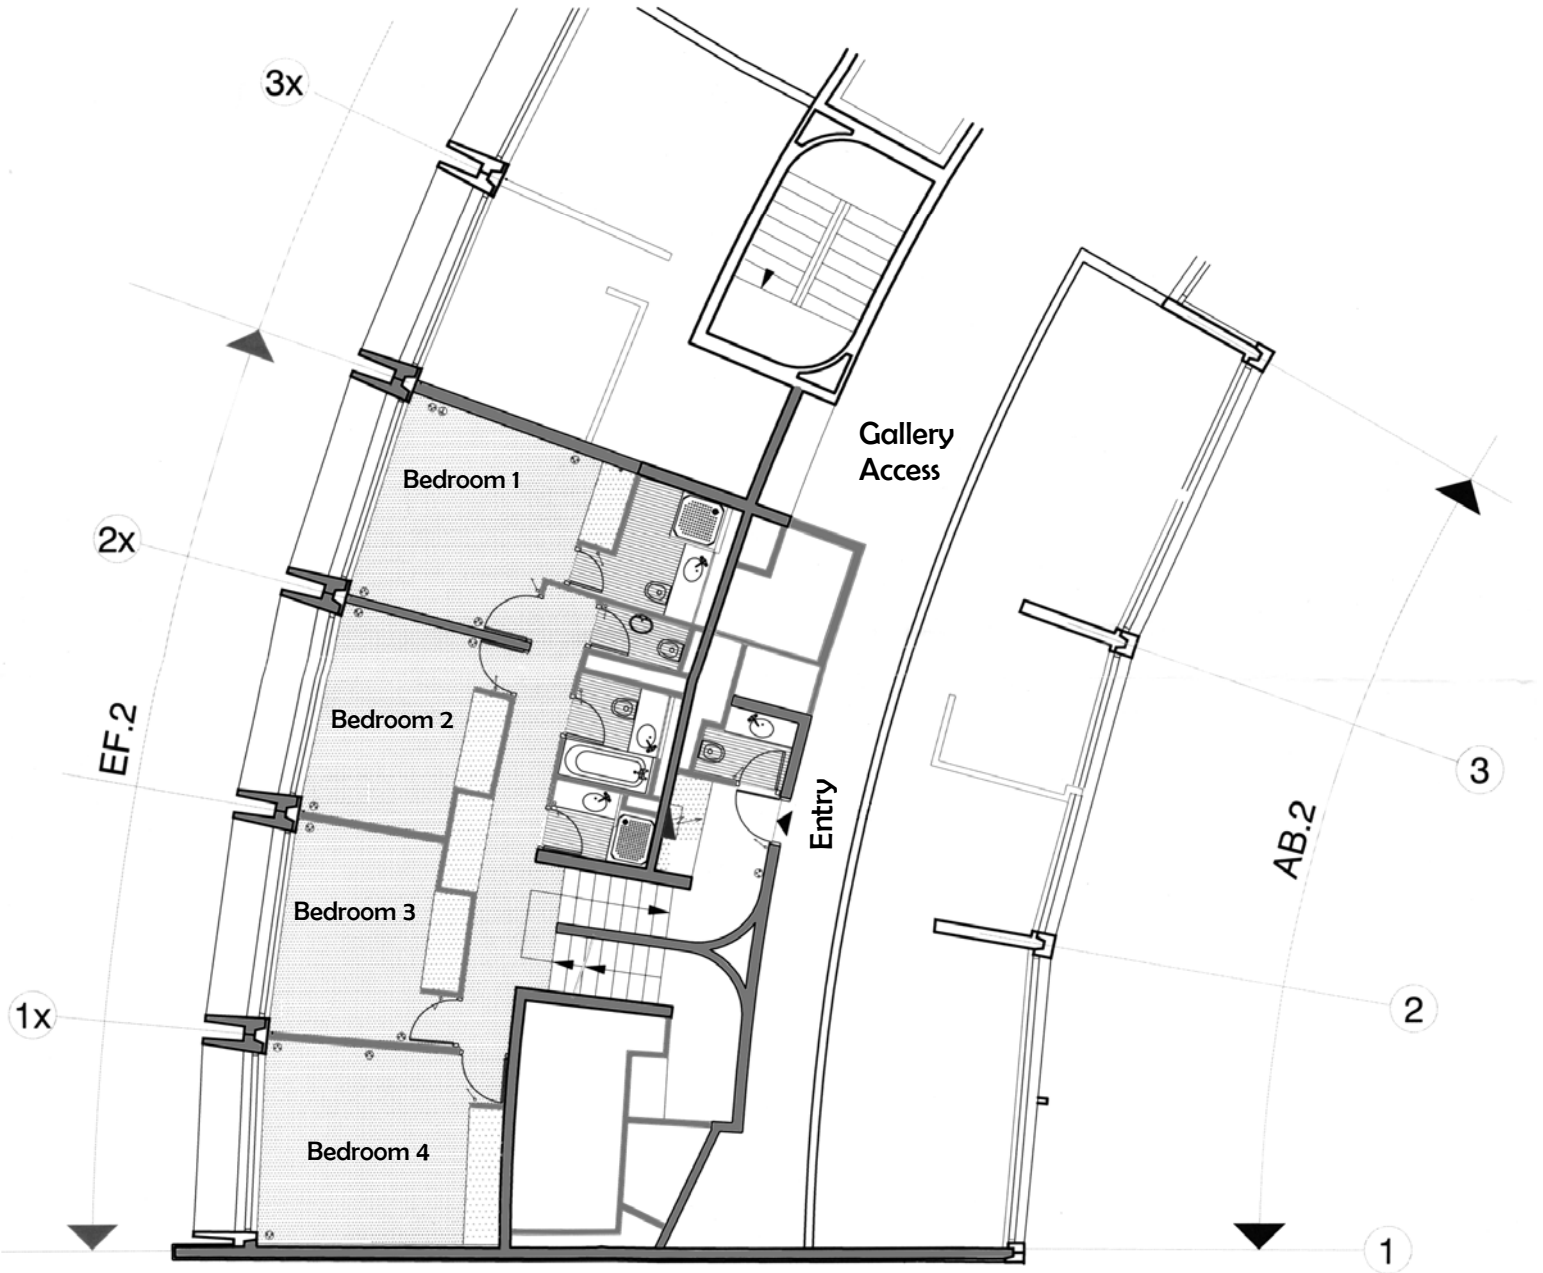 3x
Gallery
Access
Bedroom 1
2x
Bedroom 2
EF.2
3
Entry
AB.2
Bedroom 3
1x
2
Bedroom 4
1